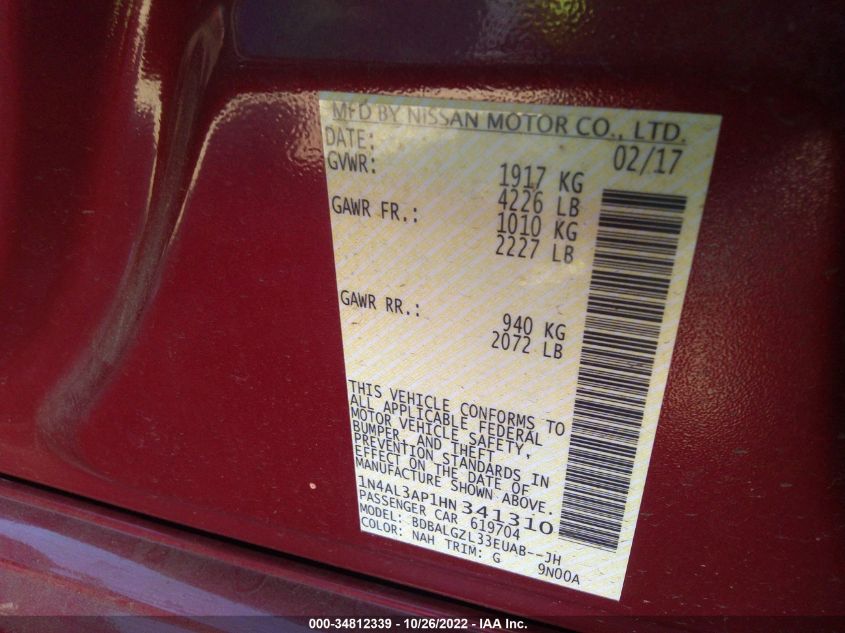 MFD BY NISSAN MOTOR CO., LTD.
DATE: 02/17
GVWR: 1917 KG
4226 LB
GAWR FR.: 1010 KG
2227 LB
GAWR RR.: 940 KG
2072 LB
THIS VEHICLE CONFORMS TO
ALL APPLICABLE FEDERAL
MOTOR VEHICLE SAFETY,
BUMPER, AND THEFT
PREVENTION STANDARDS IN
EFFECT ON THE DATE OF
MANUFACTURE SHOWN ABOVE.
1N4AL3AP1HN 341310
PASSENGER CAR 619704
MODEL: BDBALGZL33EUAB--JH
COLOR: NAH TRIM: G 9N00A
000-34812339 - 10/26/2022 - IAA Inc.